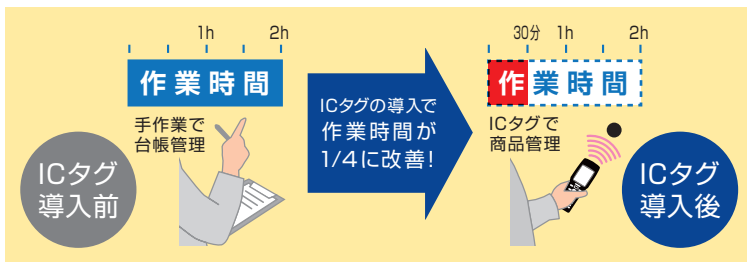 1h 2h
作業時間
手作業で
台帳管理
ICタグ
導入前
ICタグの導入で
作業時間が
1/4に改善!
30分 1h 2h
作業時間
ICタグで
商品管理
ICタグ
導入後